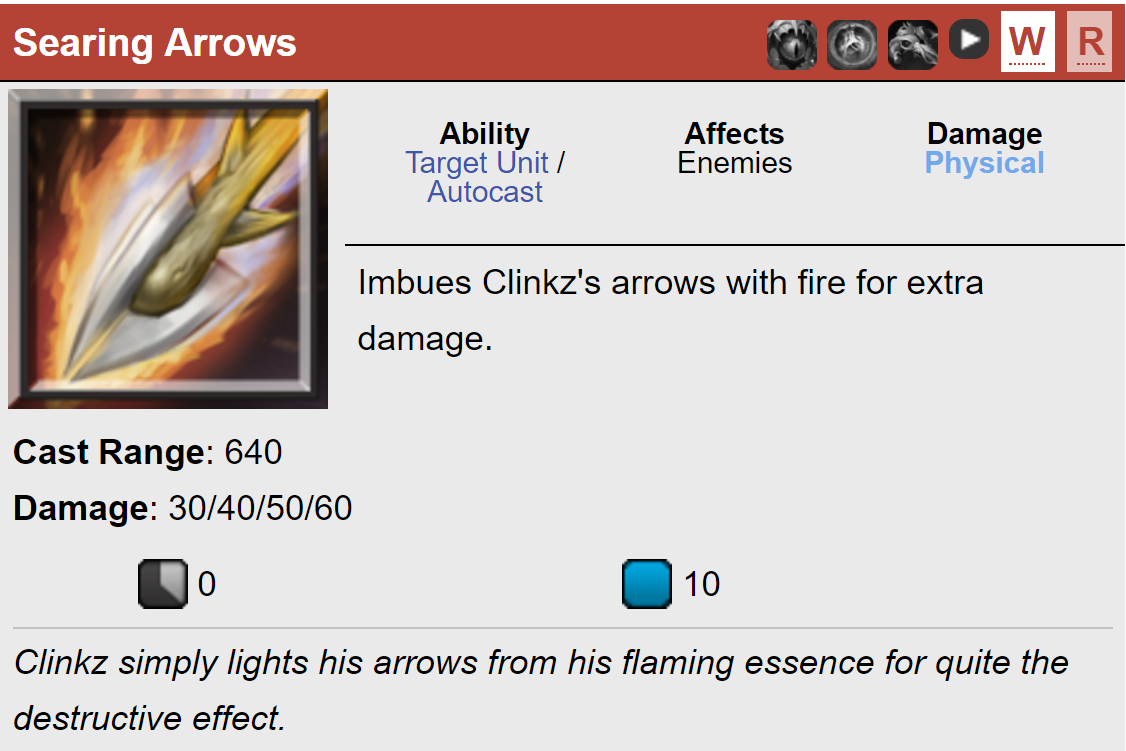 Searing Arrows
W R
Ability
Target Unit /
Autocast
Affects
Enemies
Damage
Physical
Imbues Clinkz's arrows with fire for extra
damage.
Cast Range: 640
Damage: 30/40/50/60
0
10
Clinkz simply lights his arrows from his flaming essence for quite the
destructive effect.